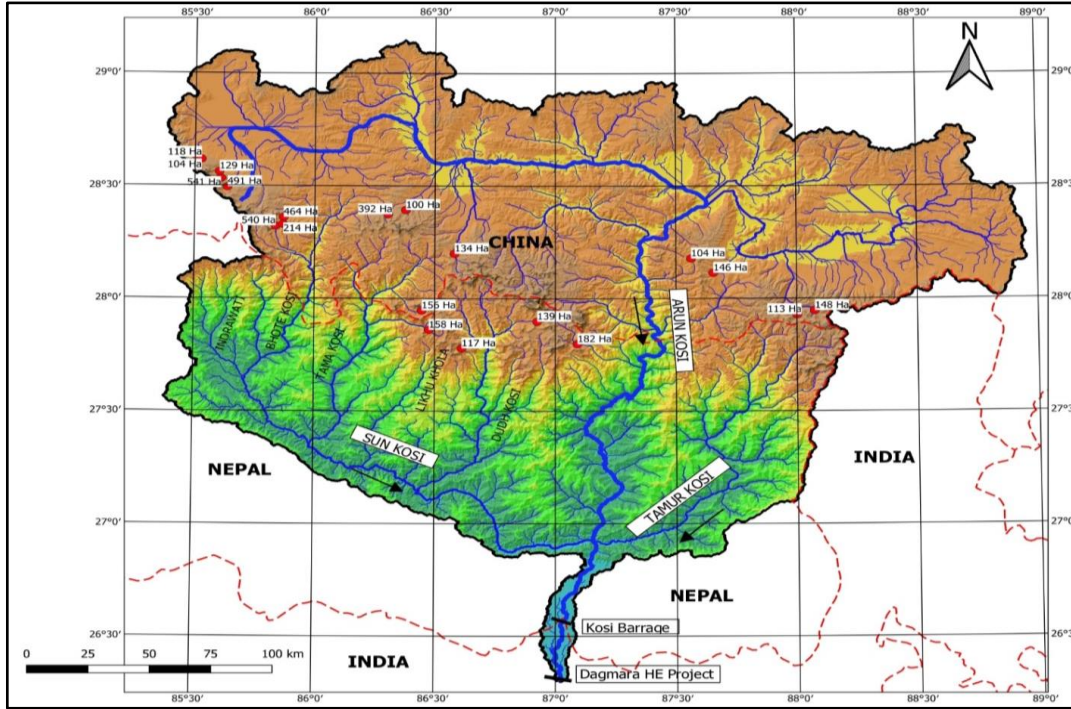 85°30' 86°0' 86°30' 87°0' 87°30' 88°0' 88°30' 89°0'
N
29°0' 29°0'
118 Ha
104 Ha
129 Ha
541 Ha
491 Ha
28°30' 28°30'
540 Ha
464 Ha
214 Ha
392 Ha
100 Ha
134 Ha
CHINA
104 Ha
146 Ha
28°0' 28°0'
155 Ha
158 Ha
117 Ha
139 Ha
182 Ha
113 Ha
148 Ha
ARUN KOSI
INDRAWATI
BHOTE KOSI
TAMA KOSI
LIKHU KHOLA
DUDH KOSI
27°30' 27°30'
SUN KOSI
NEPAL
INDIA
TAMUR KOSI
27°0' 27°0'
NEPAL
Kosi Barrage
26°30' 26°30'
0 25 50 75 100 km
INDIA
Dagmara HE Project
85°30' 86°0' 86°30' 87°0' 87°30' 88°0' 88°30' 89°0'